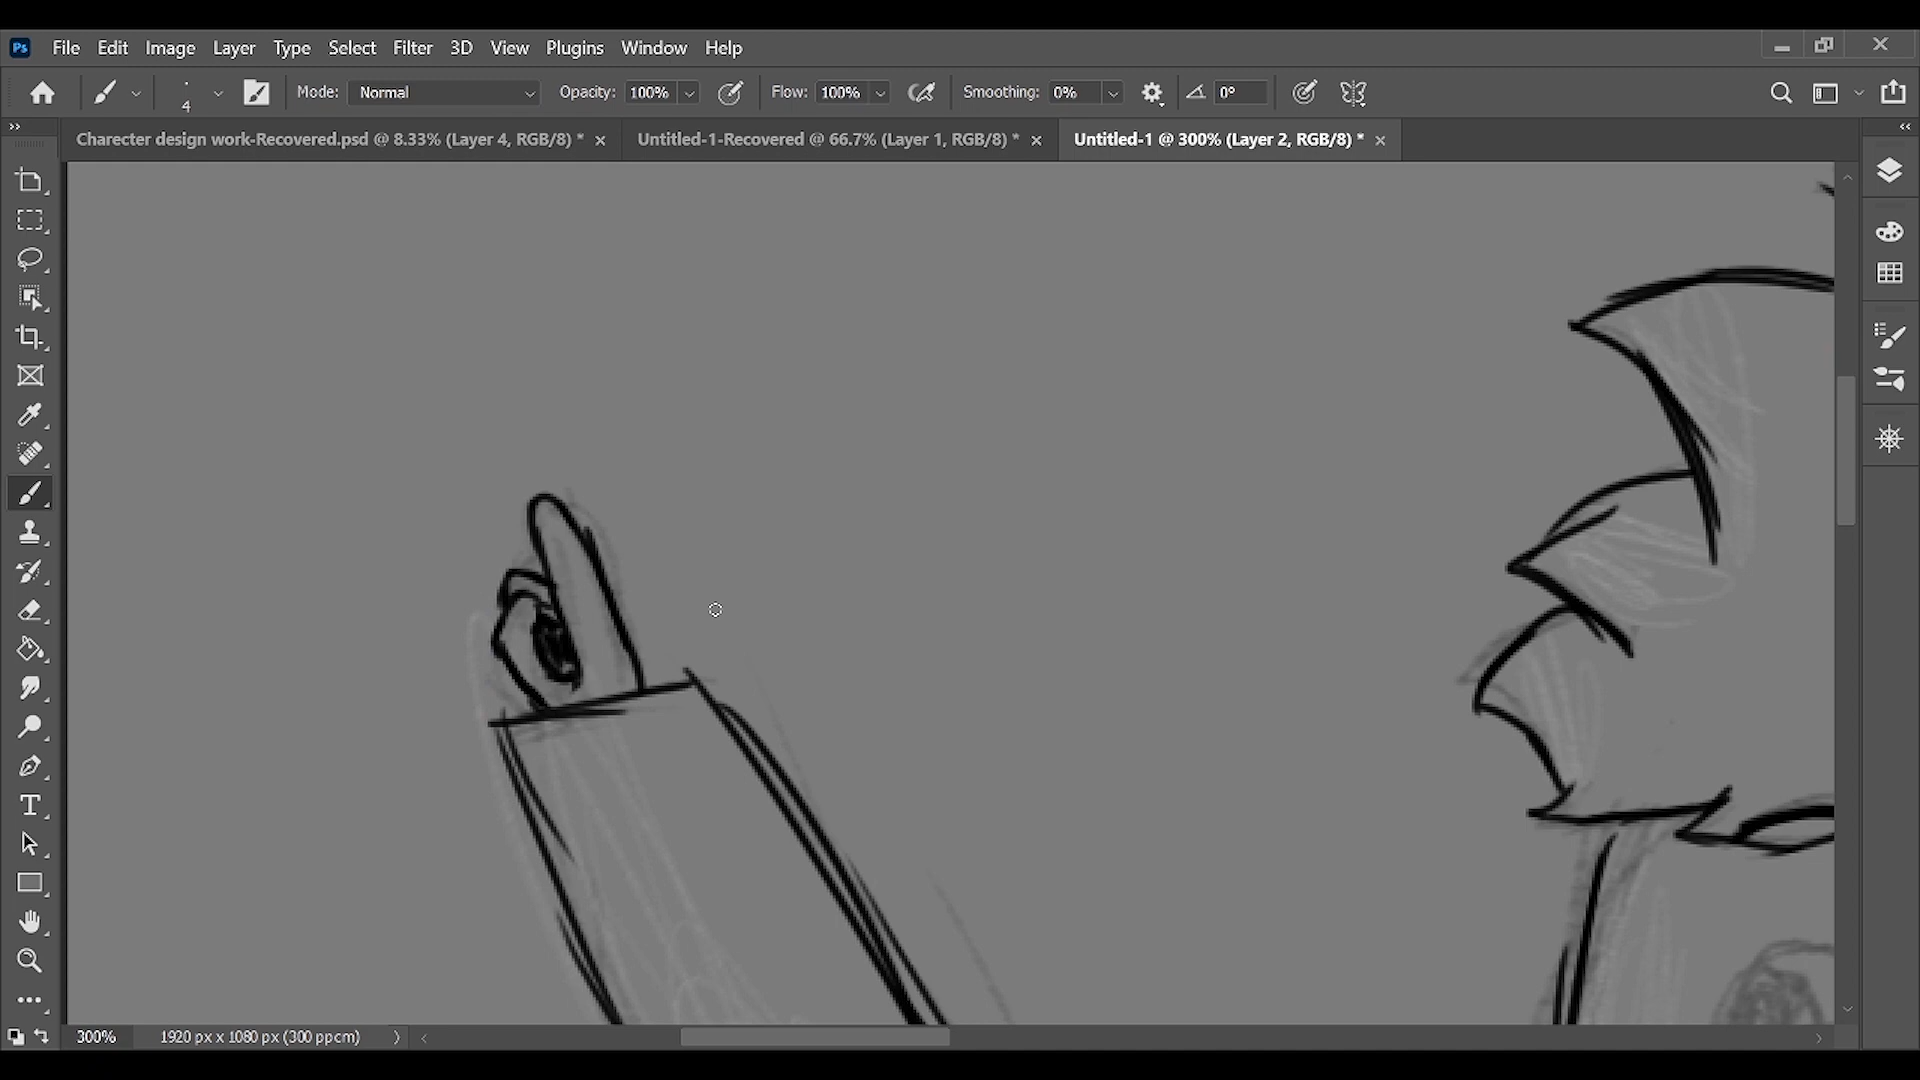 Ps File Edit Image Layer Type Select Filter 3D View Plugins Window Help
4 Mode: Normal Opacity: 100% Flow: 100% Smoothing: 0% 0°
Charecter design work-Recovered.psd @ 8.33% (Layer 4, RGB/8) * Untitled-1-Recovered @ 66.7% (Layer 1, RGB/8) * Untitled-1 @ 300% (Layer 2, RGB/8) *
300% 1920 px x 1080 px (300 ppcm)